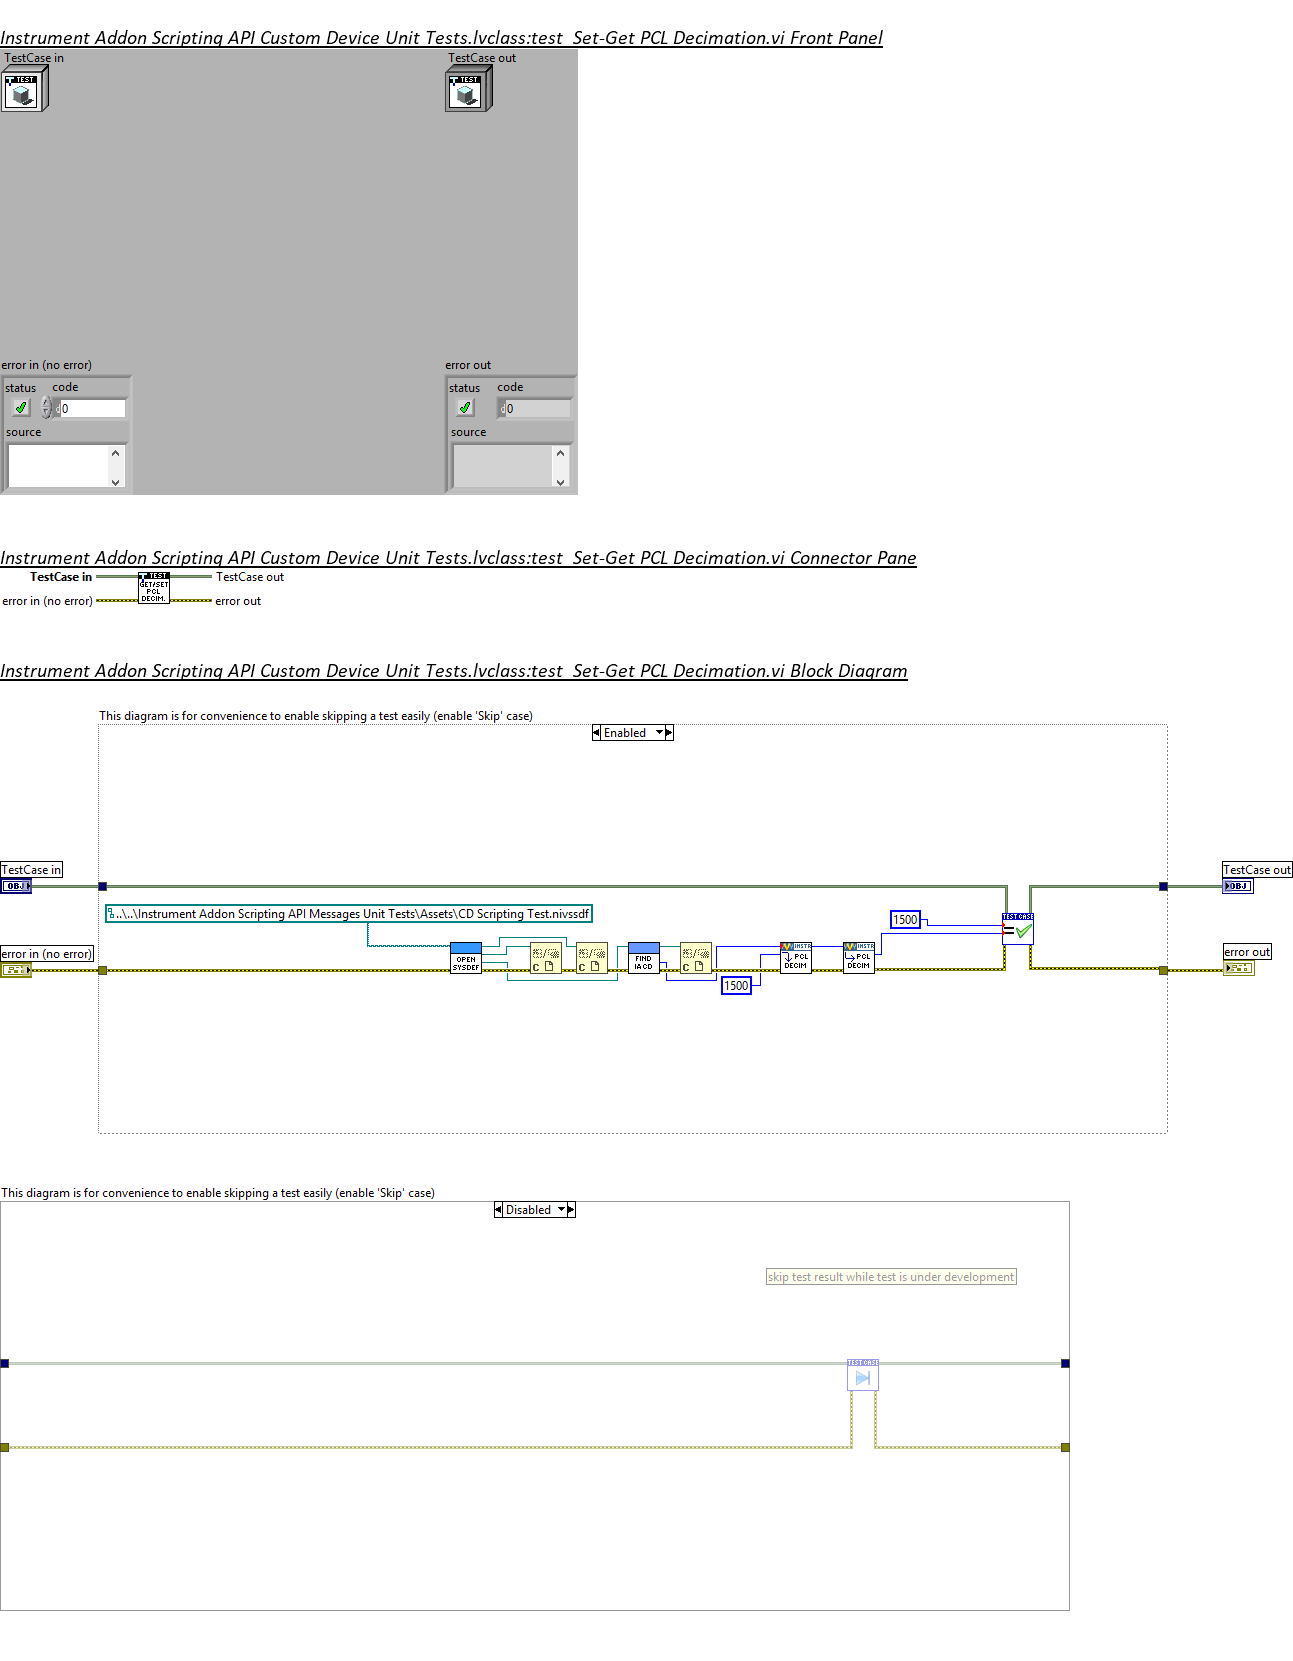 Instrument Addon Scripting API Custom Device Unit Tests.lvclass:test_Set-Get PCL Decimation.vi Front Panel
TestCase in
TestCase out
TEST
TEST
error in (no error)
error out
status
code
status
code
d
0
d
0
source
source
Instrument Addon Scripting API Custom Device Unit Tests.lvclass:test_Set-Get PCL Decimation.vi Connector Pane
TestCase in
TEST
GET/SET
PCL
DECIM.
TestCase out
error in (no error)
error out
Instrument Addon Scripting API Custom Device Unit Tests.lvclass:test_Set-Get PCL Decimation.vi Block Diagram
This diagram is for convenience to enable skipping a test easily (enable 'Skip' case)
Enabled
TestCase in
OBJ
TestCase out
OBJ
..\..\Instrument Addon Scripting API Messages Unit Tests\Assets\CD Scripting Test.nivssdf
1500
TEST CASE
=
error in (no error)
error out
OPEN
SYSDEF
C
C
FIND
IACD
C
INSTR
PCL
DECIM
INSTR
PCL
DECIM
1500
This diagram is for convenience to enable skipping a test easily (enable 'Skip' case)
Disabled
skip test result while test is under development
TEST CASE